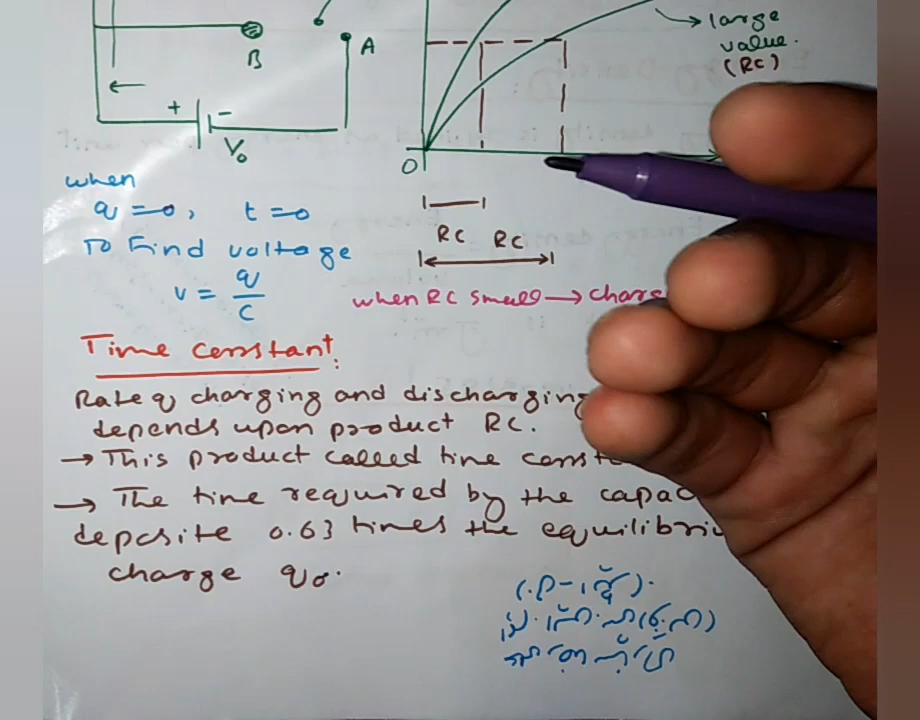 large
value.
(RC)
B
A
+ -
V₀
O
when
q = 0, t = 0
To Find voltage
v = q/C
RC RC
when RC small → char
Time constant:
Rate of charging and discharging
depends upon product RC.
→ This product called time const
→ The time required by the capac
deposite 0.63 times the equilibri
charge q₀.